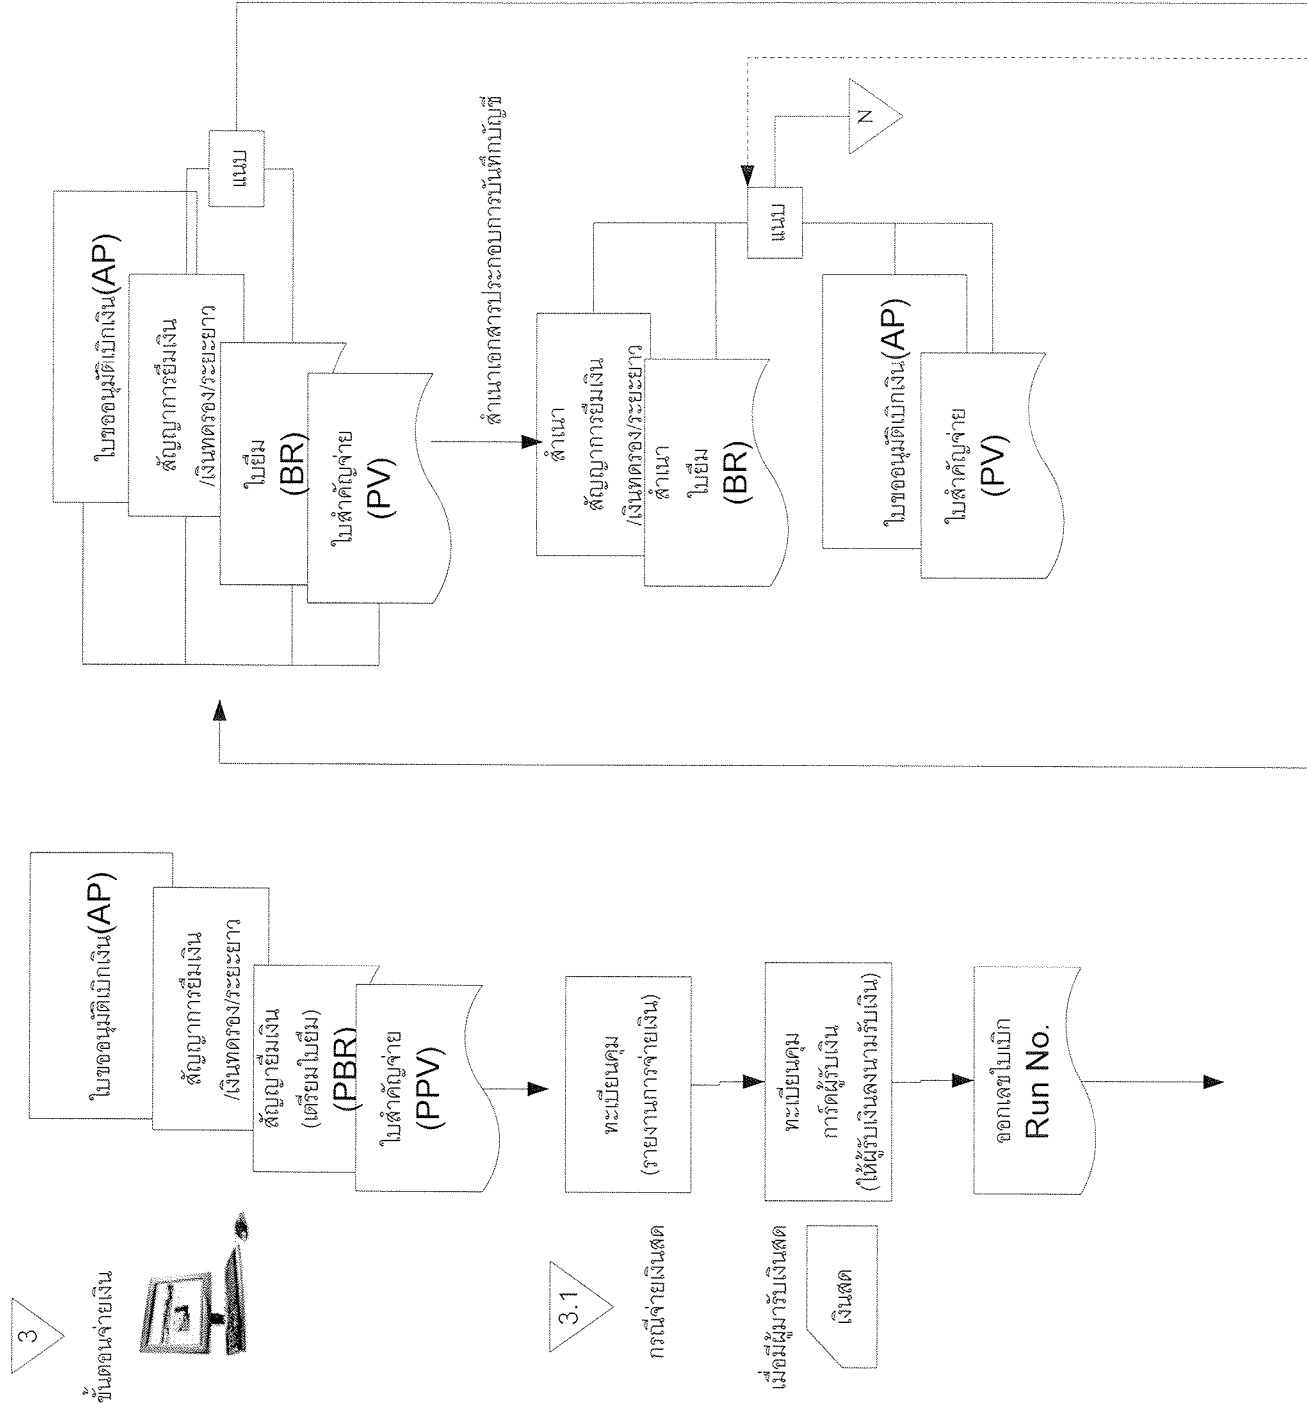 3
ขั้นตอนจ่ายเงิน
ใบขออนุมัติเบิกเงิน(AP)
สัญญาการยืมเงิน
/เงินทดรอง/ระยะยาว
สัญญายืมเงิน
(เตรียมใบยืม)
(PBR)
ใบสำคัญจ่าย
(PPV)
3.1
กรณีจ่ายเงินสด
ทะเบียนคุม
(รายงานการจ่ายเงิน)
เมื่อมีผู้มารับเงินสด
เงินสด
ทะเบียนคุม
การ์ดผู้รับเงิน
(ให้ผู้รับเงินลงนามรับเงิน)
ออกเลขใบเบิก
Run No.
ใบขออนุมัติเบิกเงิน(AP)
สัญญาการยืมเงิน
/เงินทดรอง/ระยะยาว
ใบยืม
(BR)
ใบสำคัญจ่าย
(PV)
แนบ
สำเนาเอกสารประกอบการบันทึกบัญชี
สำเนา
สัญญาการยืมเงิน
/เงินทดรอง/ระยะยาว
สำเนา
ใบยืม
(BR)
แนบ
N
ใบขออนุมัติเบิกเงิน(AP)
ใบสำคัญจ่าย
(PV)